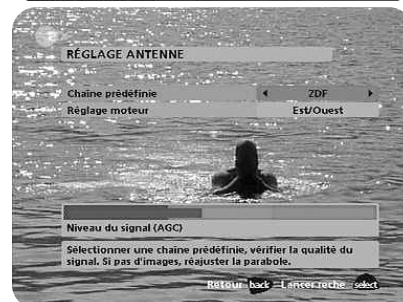 RÉGLAGE ANTENNE
Chaîne prédéfinie ZDF
Réglage moteur Est/Ouest
Niveau du signal (AGC)
Sélectionner une chaîne prédéfinie, vérifier la qualité du
signal. Si pas d'images, réajuster la parabole.
Retour back Lancer reche select